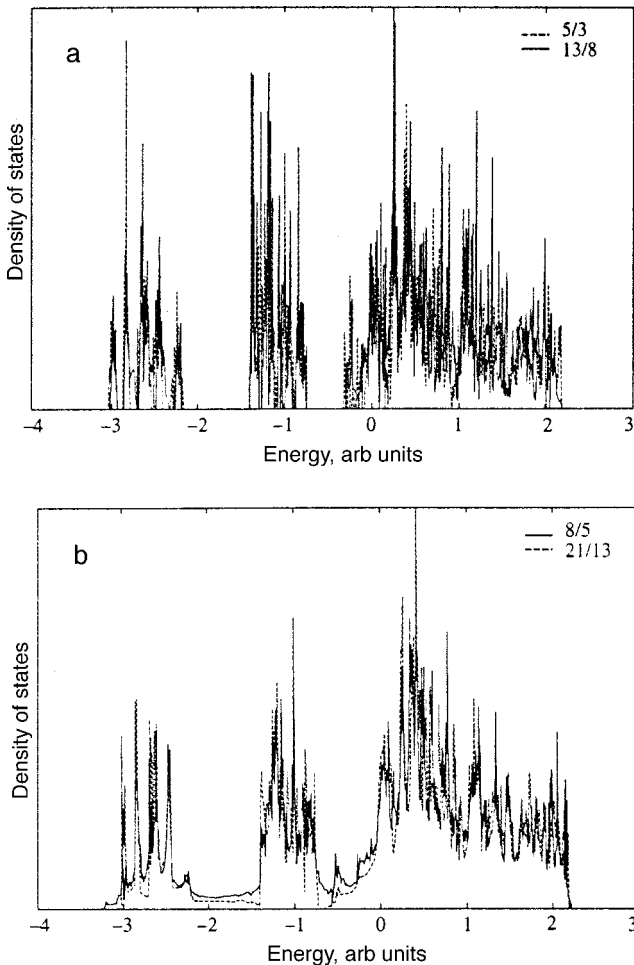 a
5/3
13/8
Density of states
−4 −3 −2 −1 0 1 2 3
Energy, arb units
b
8/5
21/13
Density of states
−4 −3 −2 −1 0 1 2 3
Energy, arb units